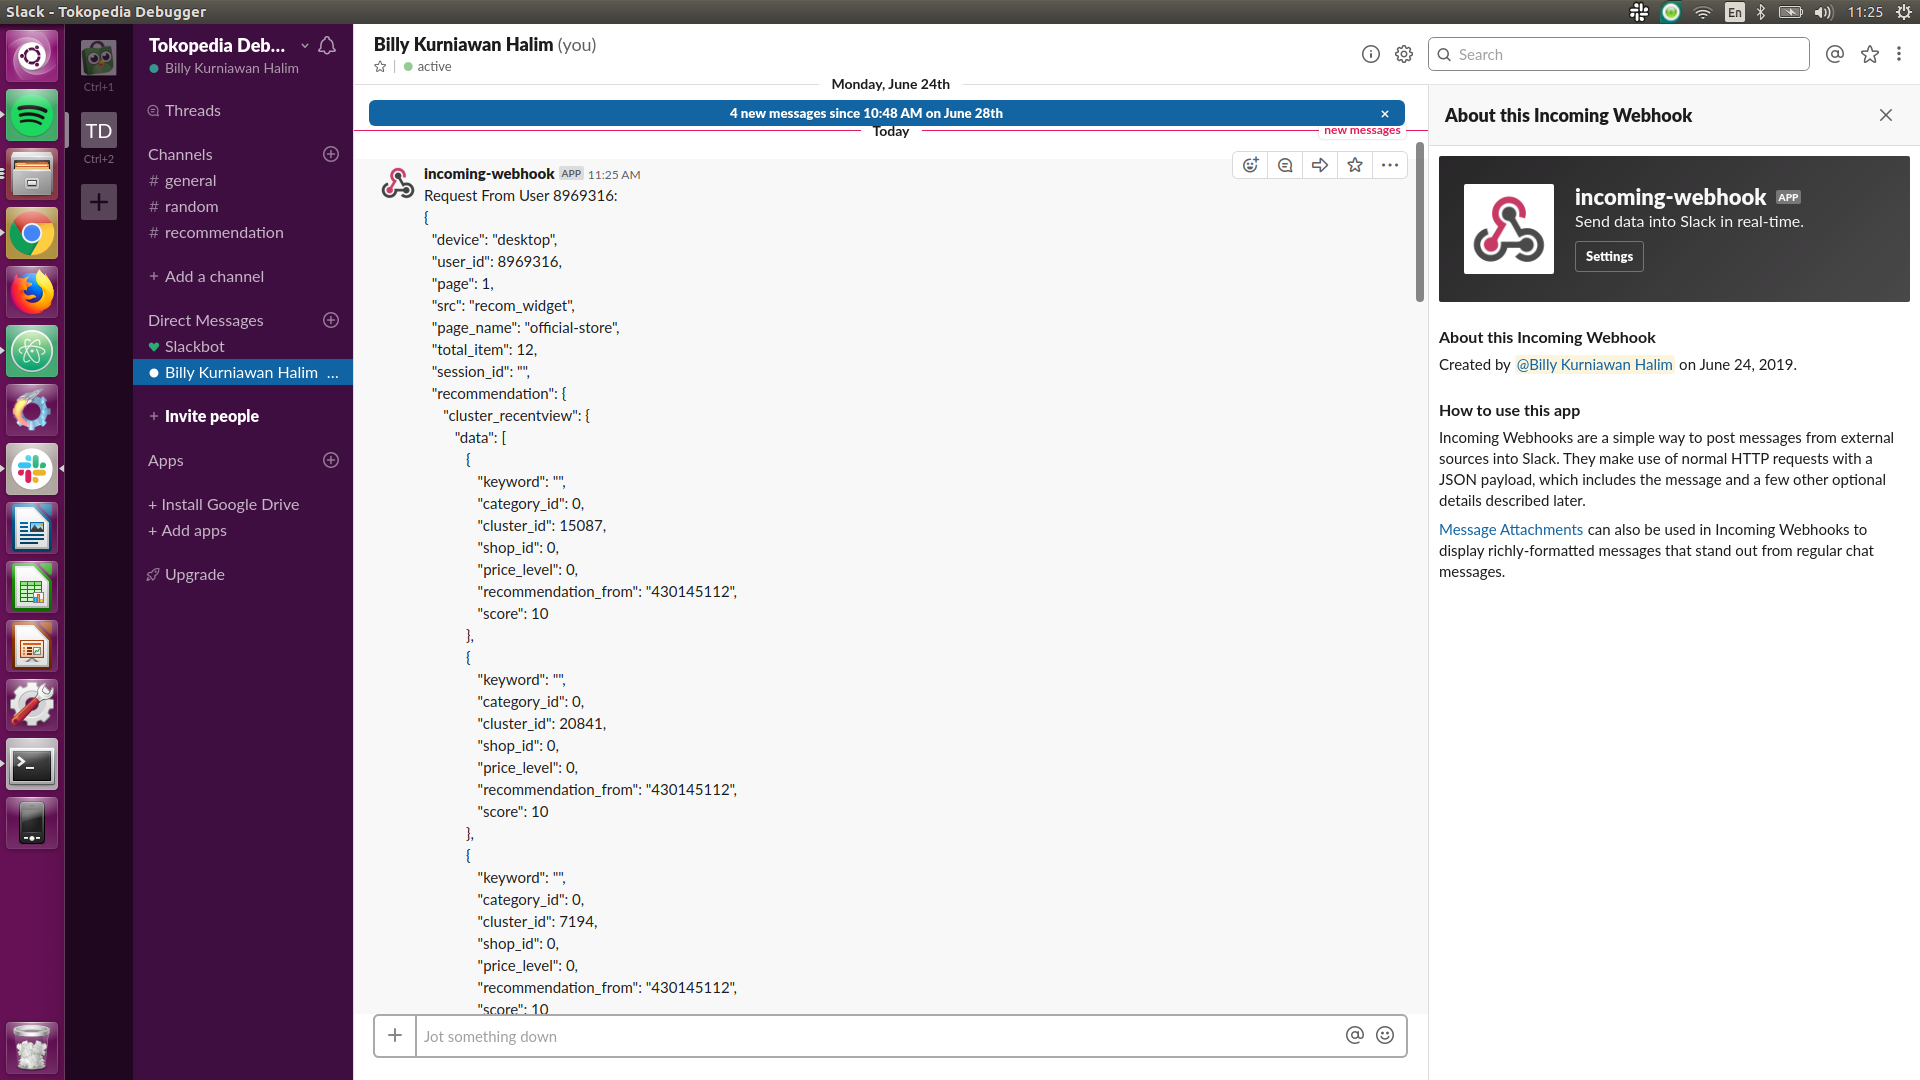 Slack - Tokopedia Debugger
En
11:25
Ctrl+1
TD
Ctrl+2
Tokopedia Deb...
Billy Kurniawan Halim
Threads
Channels
# general
# random
# recommendation
+ Add a channel
Direct Messages
Slackbot
Billy Kurniawan Halim ...
+ Invite people
Apps
+ Install Google Drive
+ Add apps
Upgrade
Billy Kurniawan Halim (you)
active
Search
Monday, June 24th
4 new messages since 10:48 AM on June 28th
Today
new messages
incoming-webhook APP 11:25 AM
Request From User 8969316:
{
"device": "desktop",
"user_id": 8969316,
"page": 1,
"src": "recom_widget",
"page_name": "official-store",
"total_item": 12,
"session_id": "",
"recommendation": {
"cluster_recentview": {
"data": [
{
"keyword": "",
"category_id": 0,
"cluster_id": 15087,
"shop_id": 0,
"price_level": 0,
"recommendation_from": "430145112",
"score": 10
},
{
"keyword": "",
"category_id": 0,
"cluster_id": 20841,
"shop_id": 0,
"price_level": 0,
"recommendation_from": "430145112",
"score": 10
},
{
"keyword": "",
"category_id": 0,
"cluster_id": 7194,
"shop_id": 0,
"price_level": 0,
"recommendation_from": "430145112",
"score": 10
Jot something down
About this Incoming Webhook
incoming-webhook APP
Send data into Slack in real-time.
Settings
About this Incoming Webhook
Created by @Billy Kurniawan Halim on June 24, 2019.
How to use this app
Incoming Webhooks are a simple way to post messages from external
sources into Slack. They make use of normal HTTP requests with a
JSON payload, which includes the message and a few other optional
details described later.
Message Attachments can also be used in Incoming Webhooks to
display richly-formatted messages that stand out from regular chat
messages.